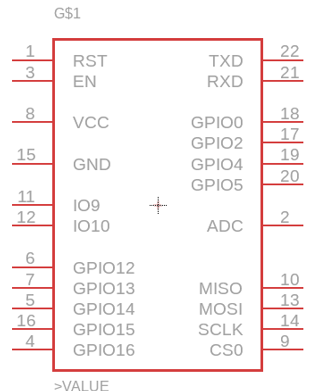 G$1
1 RST TXD 22
3 EN RXD 21
8 VCC GPIO0 18
GPIO2 17
15 GND GPIO4 19
GPIO5 20
11 IO9
12 IO10 ADC 2
6 GPIO12
7 GPIO13 MISO 10
5 GPIO14 MOSI 13
16 GPIO15 SCLK 14
4 GPIO16 CS0 9
>VALUE